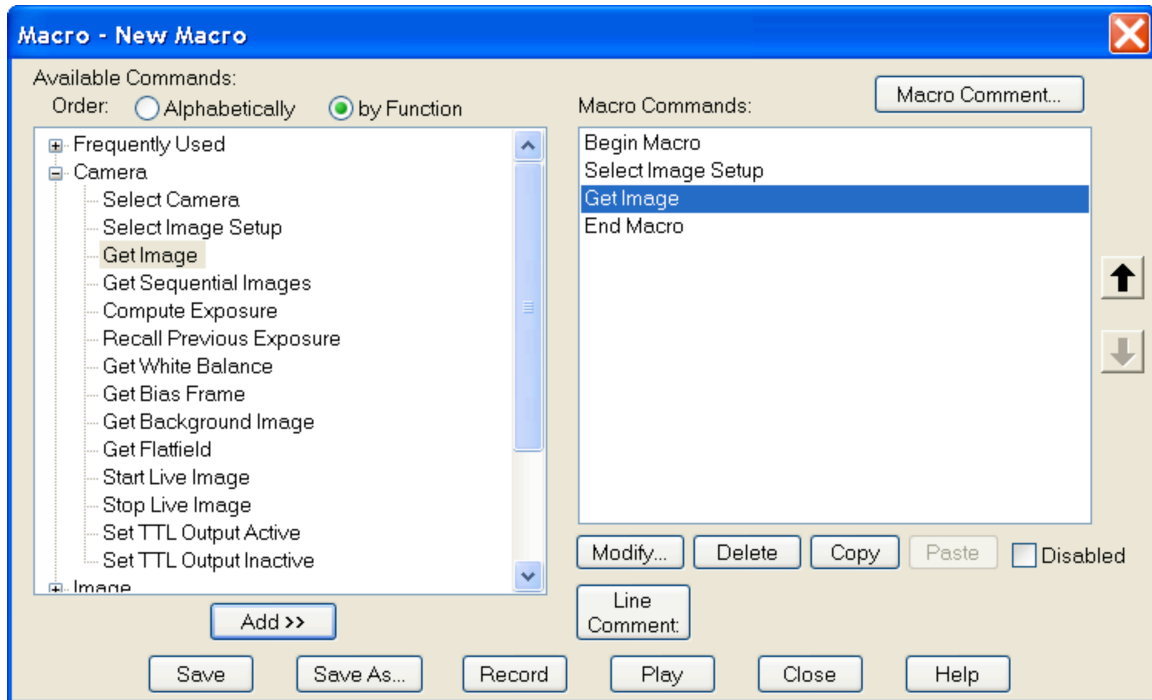 Macro - New Macro
Available Commands:
Order: Alphabetically by Function
Frequently Used
Camera
Select Camera
Select Image Setup
Get Image
Get Sequential Images
Compute Exposure
Recall Previous Exposure
Get White Balance
Get Bias Frame
Get Background Image
Get Flatfield
Start Live Image
Stop Live Image
Set TTL Output Active
Set TTL Output Inactive
Image
Add >>
Macro Comment...
Macro Commands:
Begin Macro
Select Image Setup
Get Image
End Macro
Modify... Delete Copy Paste Disabled
Line
Comment:
Save Save As... Record Play Close Help